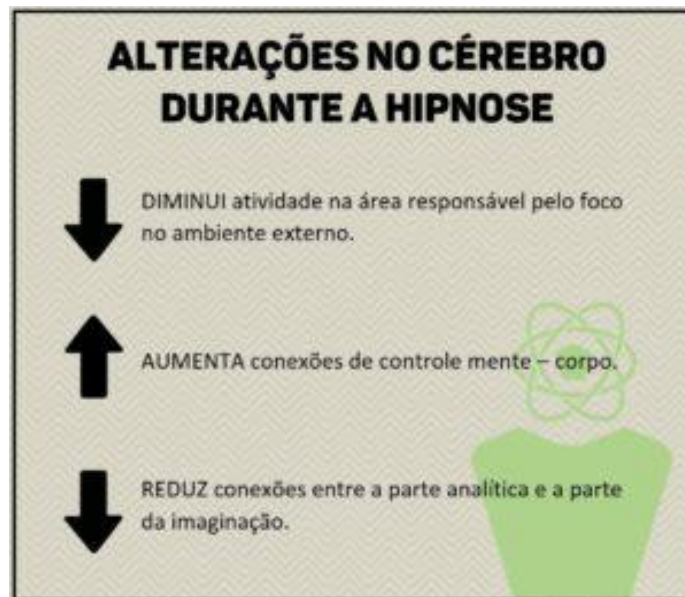 ALTERAÇÕES NO CÉREBRO
DURANTE A HIPNOSE
DIMINUI atividade na área responsável pelo foco
no ambiente externo.
AUMENTA conexões de controle mente – corpo.
REDUZ conexões entre a parte analítica e a parte
da imaginação.